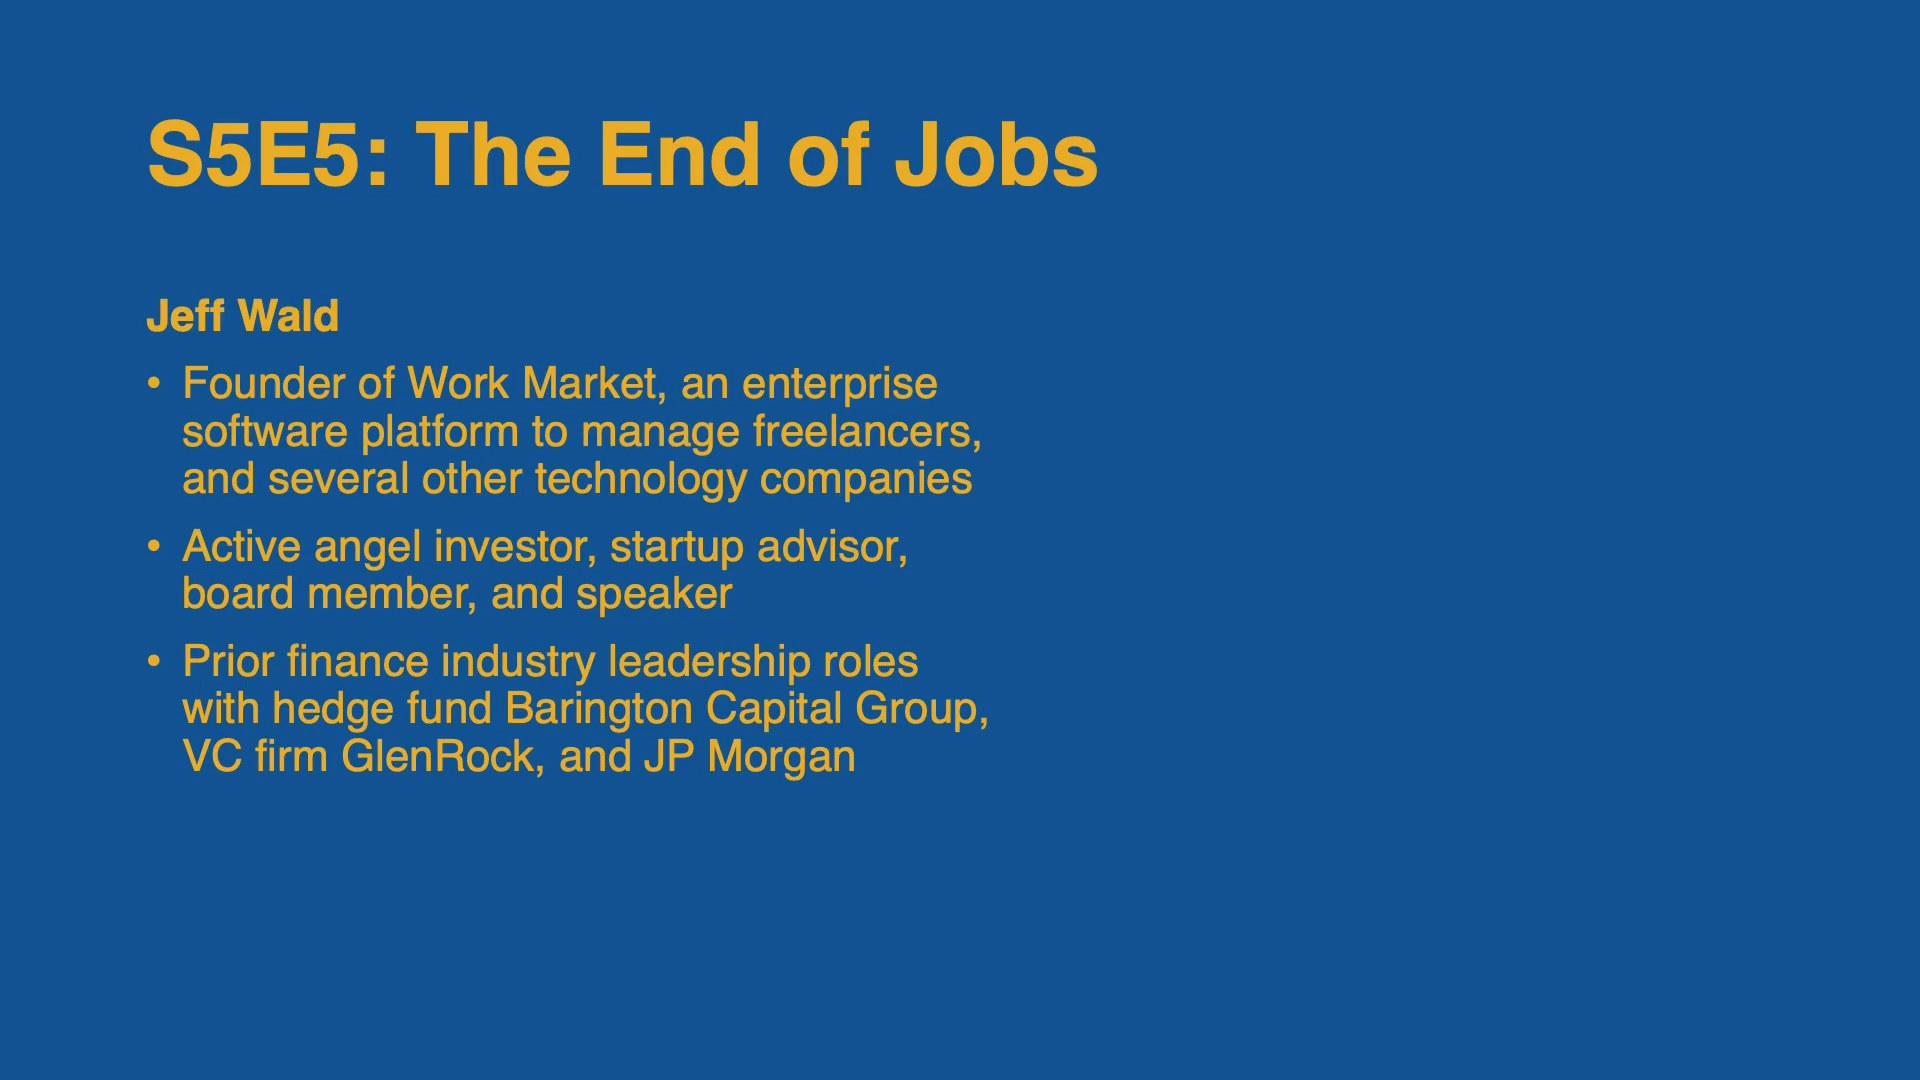 S5E5: The End of Jobs
Jeff Wald
• Founder of Work Market, an enterprise
software platform to manage freelancers,
and several other technology companies
• Active angel investor, startup advisor,
board member, and speaker
• Prior finance industry leadership roles
with hedge fund Barington Capital Group,
VC firm GlenRock, and JP Morgan